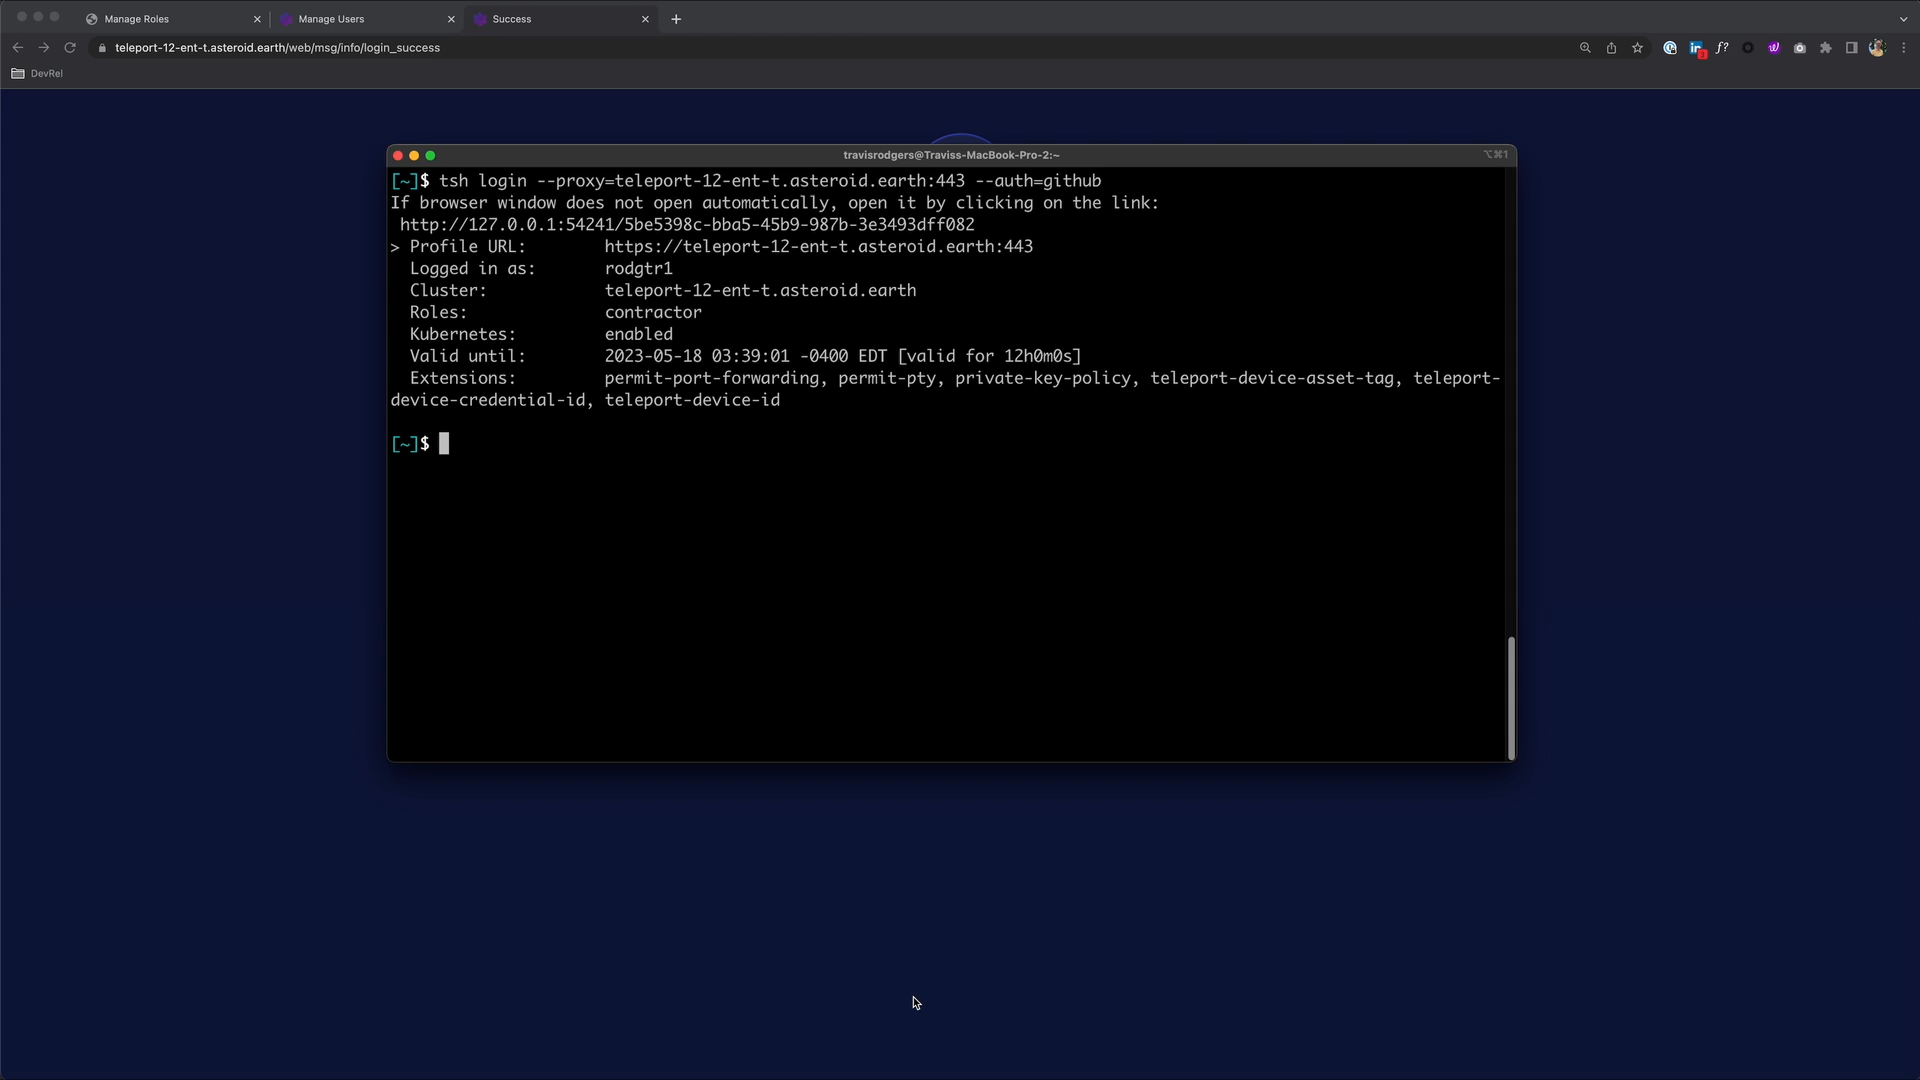 Manage Roles
Manage Users
Success
teleport-12-ent-t.asteroid.earth/web/msg/info/login_success
f?
DevRel
travisrodgers@Traviss-MacBook-Pro-2:~
⌥⌘1
[~]$ tsh login --proxy=teleport-12-ent-t.asteroid.earth:443 --auth=github
If browser window does not open automatically, open it by clicking on the link:
http://127.0.0.1:54241/5be5398c-bba5-45b9-987b-3e3493dff082
> Profile URL: https://teleport-12-ent-t.asteroid.earth:443
Logged in as: rodgtr1
Cluster: teleport-12-ent-t.asteroid.earth
Roles: contractor
Kubernetes: enabled
Valid until: 2023-05-18 03:39:01 -0400 EDT [valid for 12h0m0s]
Extensions: permit-port-forwarding, permit-pty, private-key-policy, teleport-device-asset-tag, teleport-
device-credential-id, teleport-device-id
[~]$